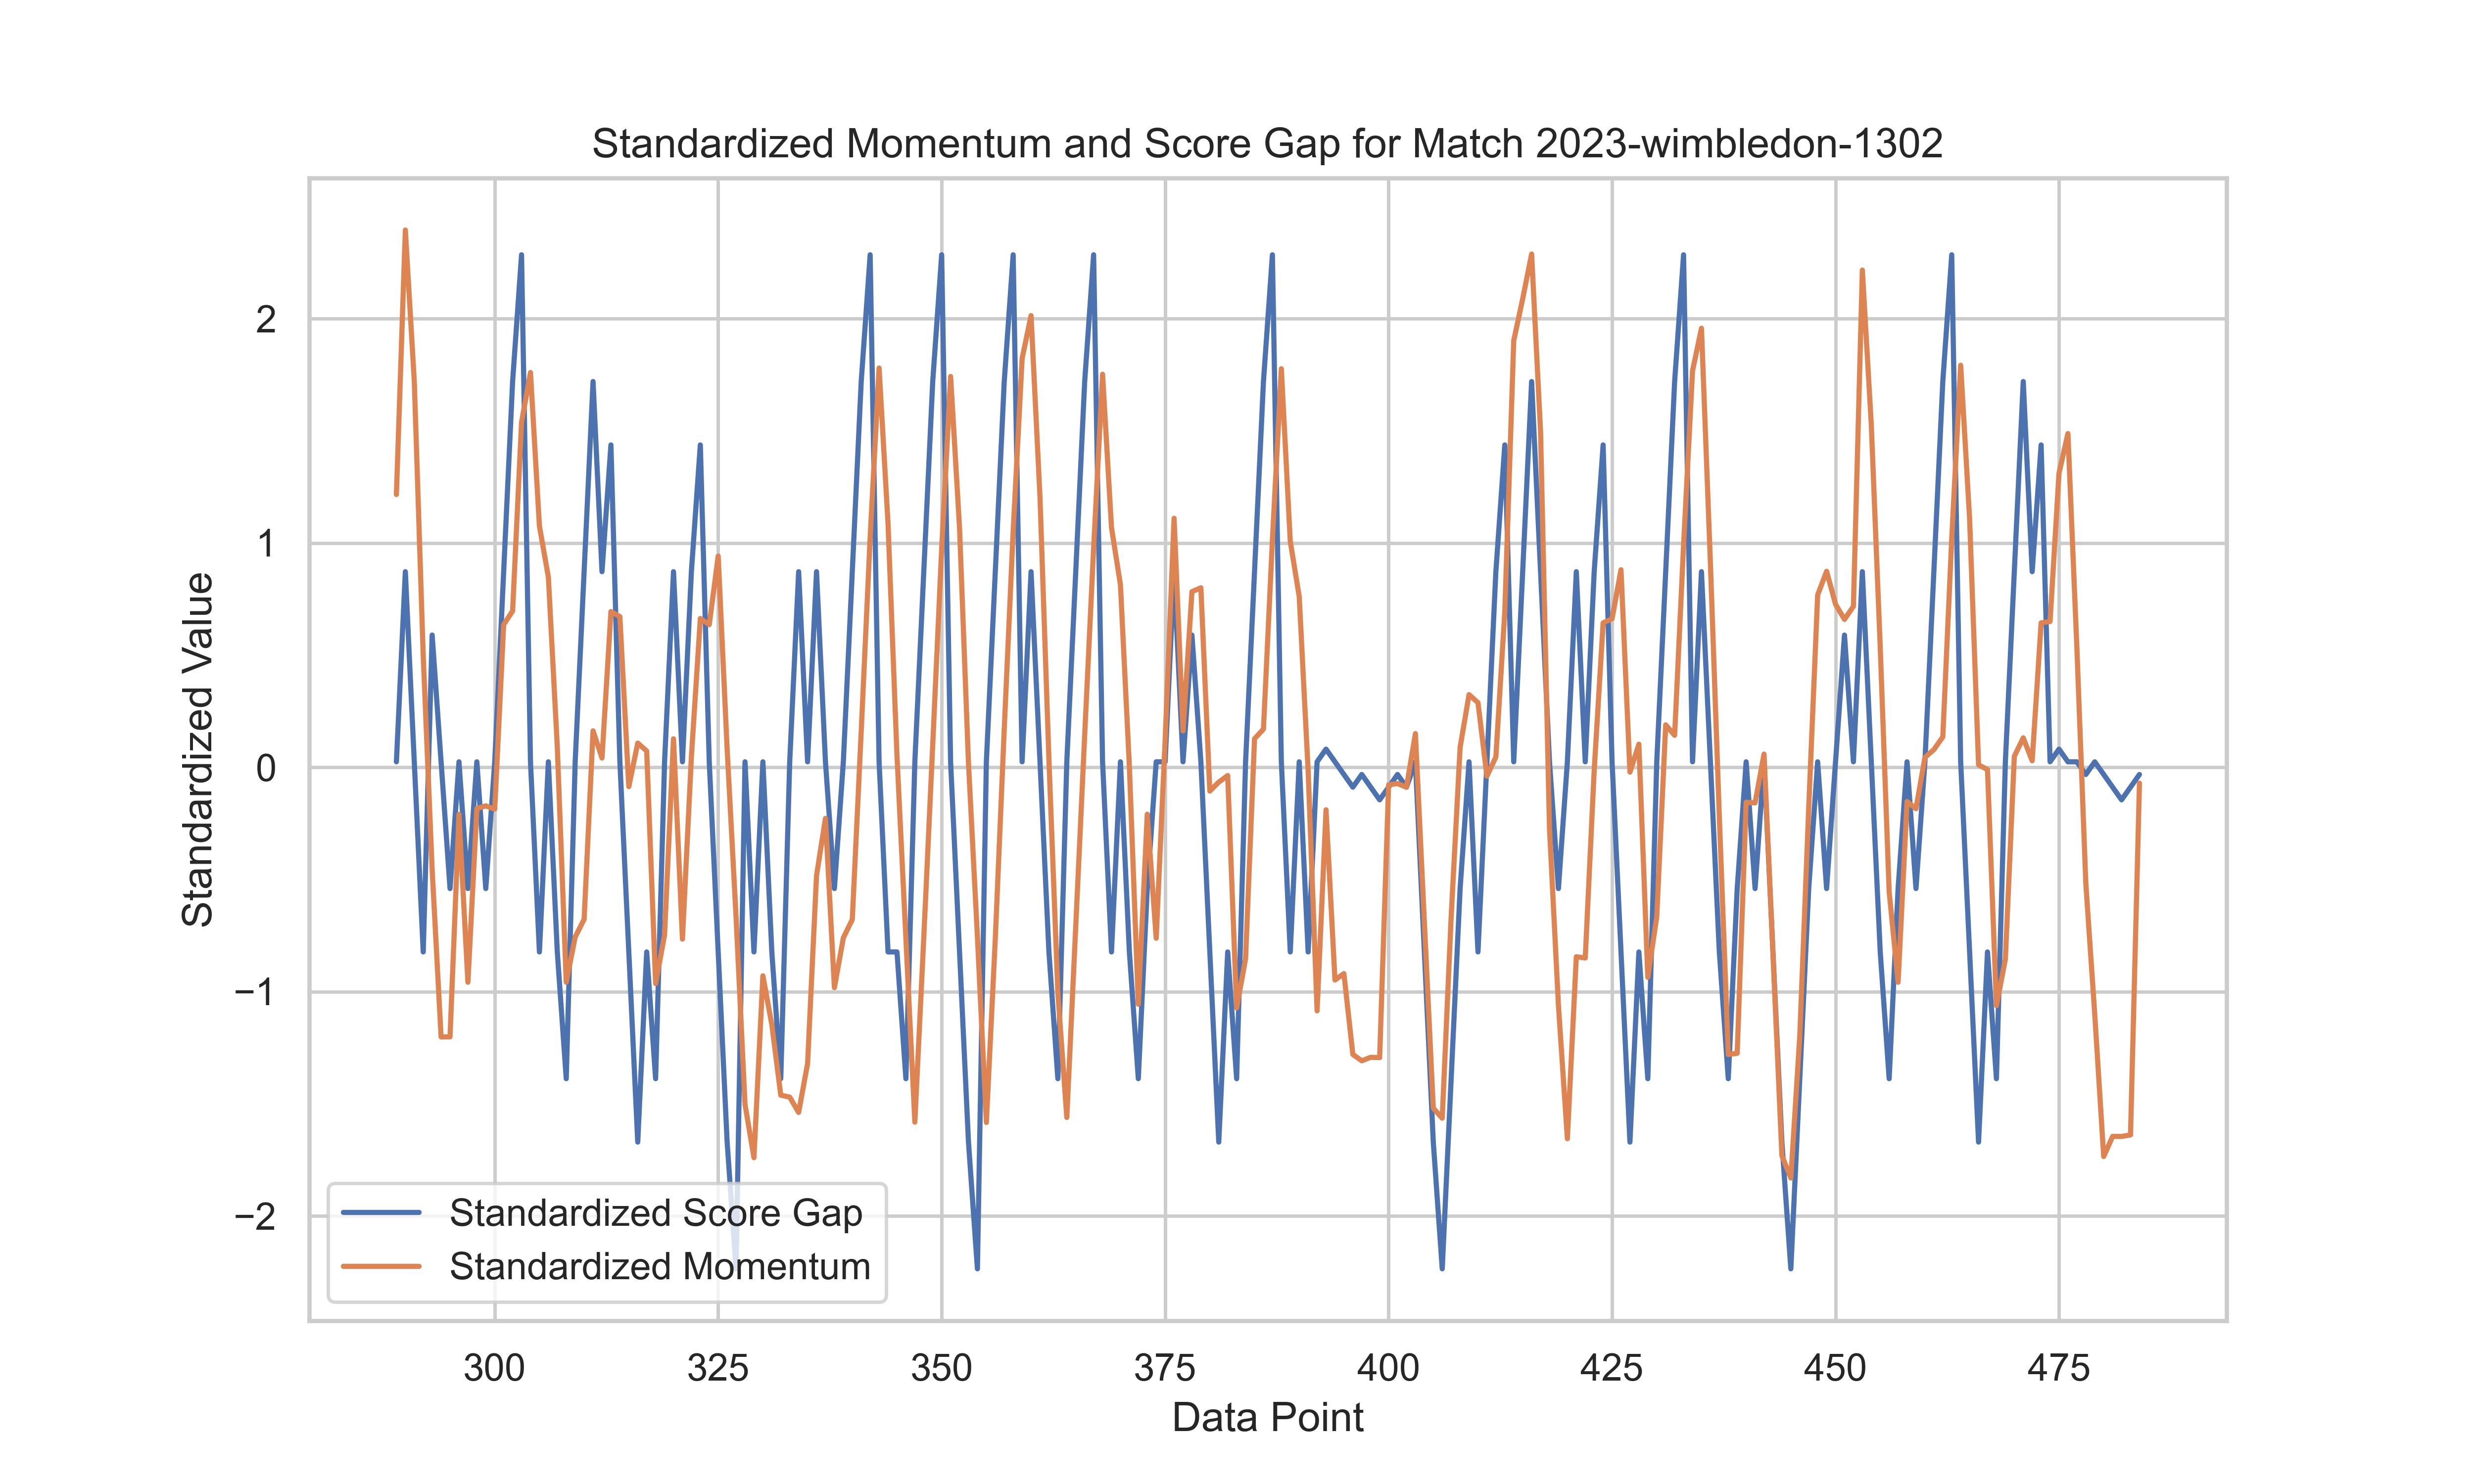 Standardized Momentum and Score Gap for Match 2023-wimbledon-1302
Standardized Value
2
1
0
−1
−2
Standardized Score Gap
Standardized Momentum
300 325 350 375 400 425 450 475
Data Point